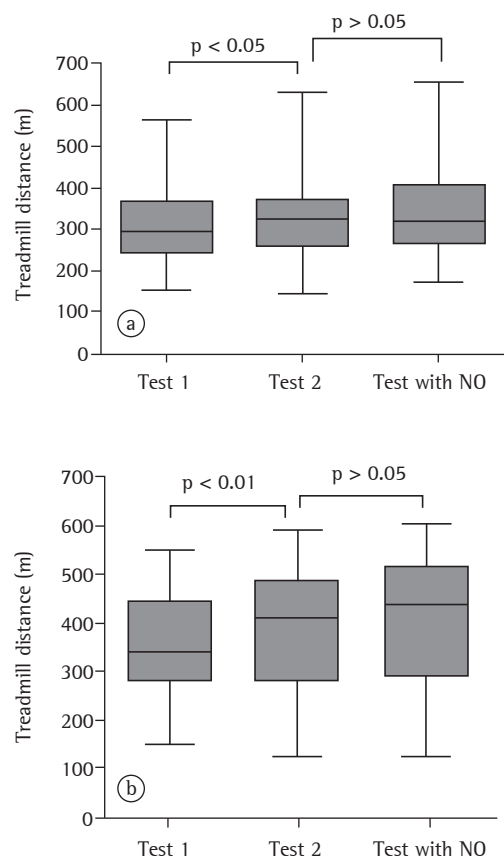 p < 0.05
p > 0.05
Treadmill distance (m)
700
600
500
400
300
200
100
0
a
Test 1
Test 2
Test with NO
p < 0.01
p > 0.05
Treadmill distance (m)
700
600
500
400
300
200
100
0
b
Test 1
Test 2
Test with NO